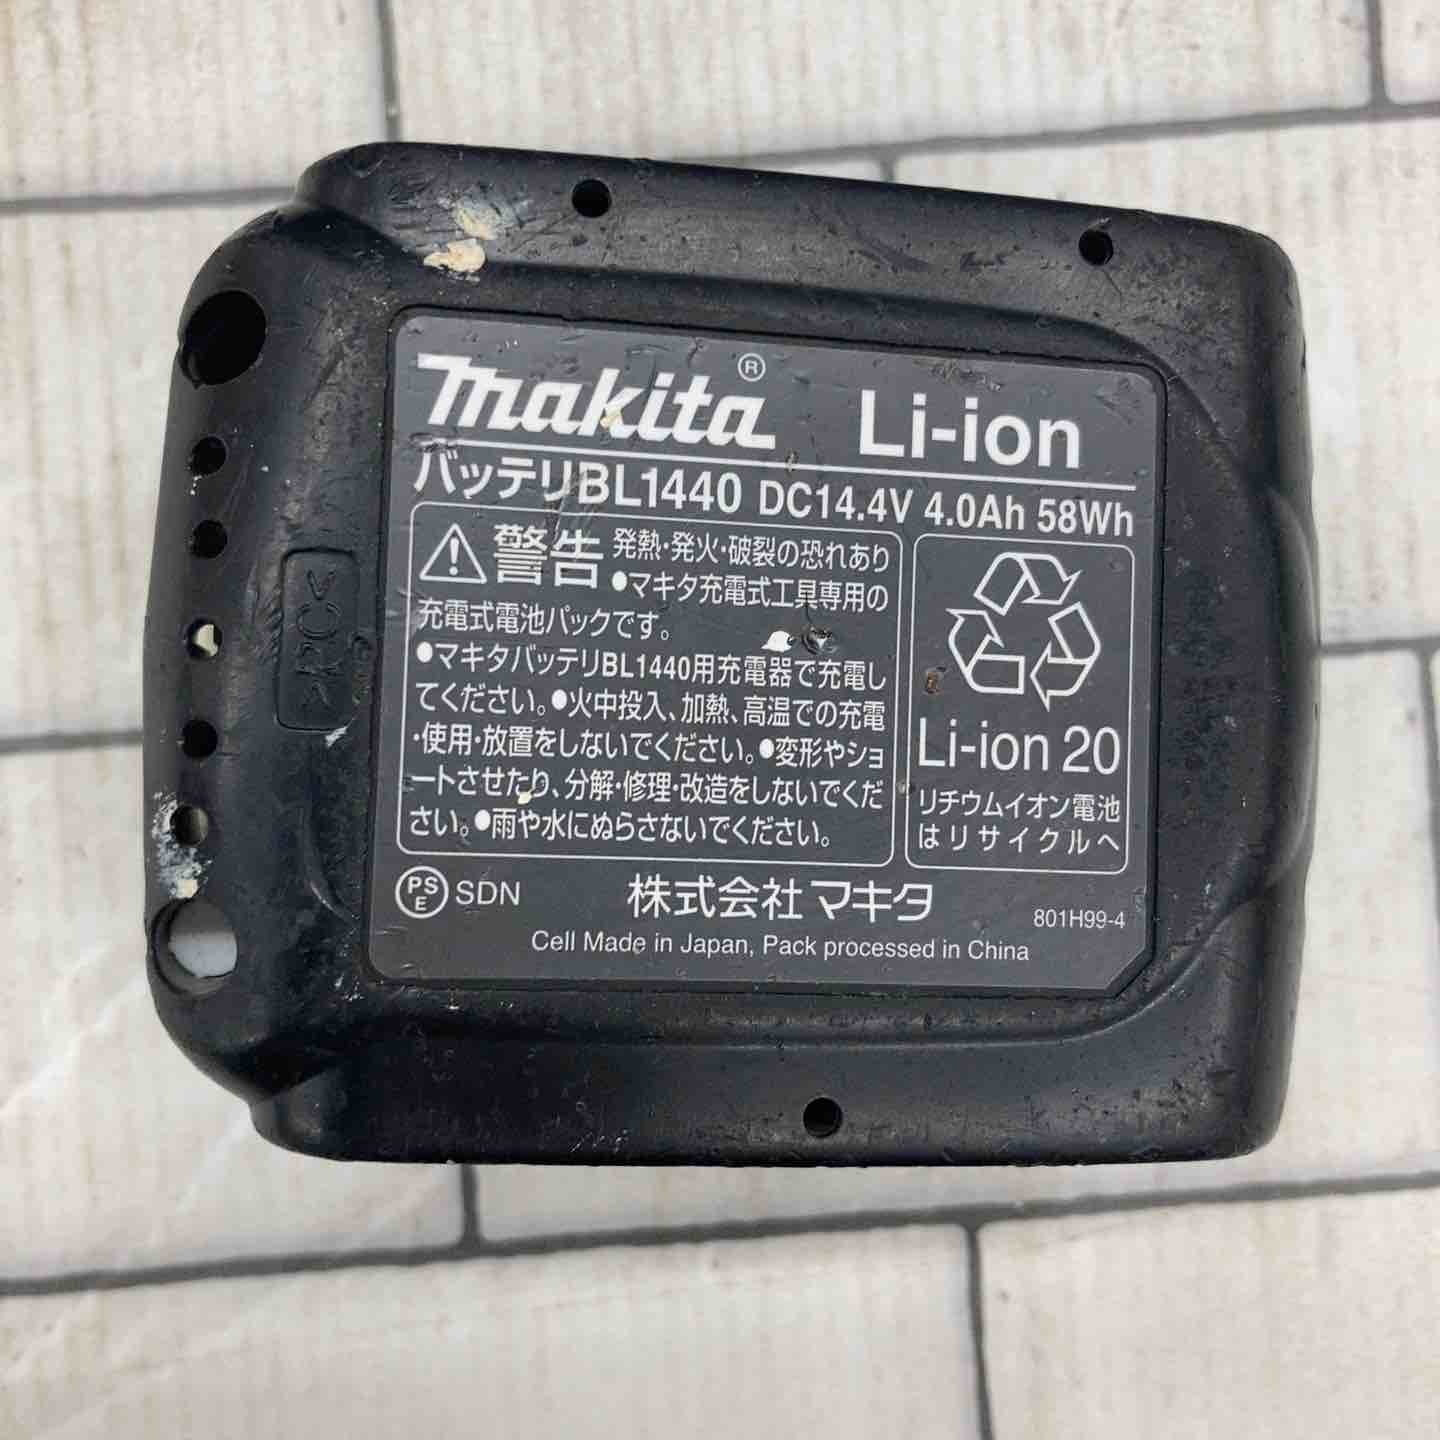 makita® Li-ion
バッテリBL1440 DC14.4V 4.0Ah 58Wh
警告 発熱・発火・破裂の恐れあり
●マキタ充電式工具専用の
充電式電池パックです。
●マキタバッテリBL1440用充電器で充電し
てください。●火中投入、加熱、高温での充電
・使用・放置をしないでください。●変形やショ
ートさせたり、分解・修理・改造をしないでくだ
さい。●雨や水にぬらさないでください。
Li-ion 20
リチウムイオン電池
はリサイクルへ
PSE SDN 株式会社マキタ 801H99-4
Cell Made in Japan, Pack processed in China